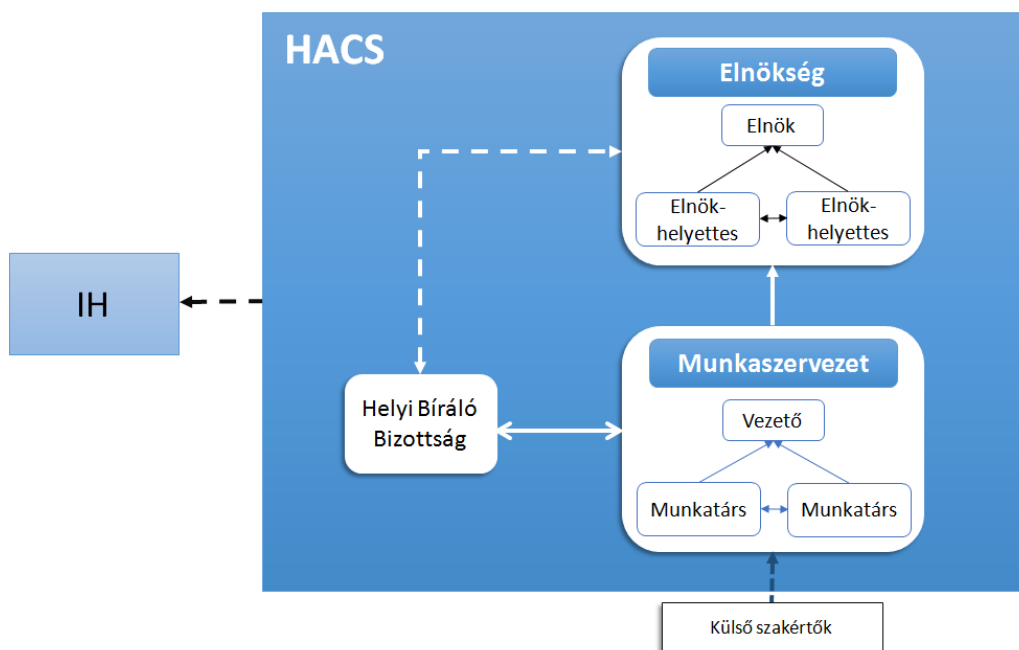 HACS
Elnökség
Elnök
Elnök-
helyettes
Elnök-
helyettes
IH
Helyi Bíráló
Bizottság
Munkaszervezet
Vezető
Munkatárs
Munkatárs
Külső szakértők